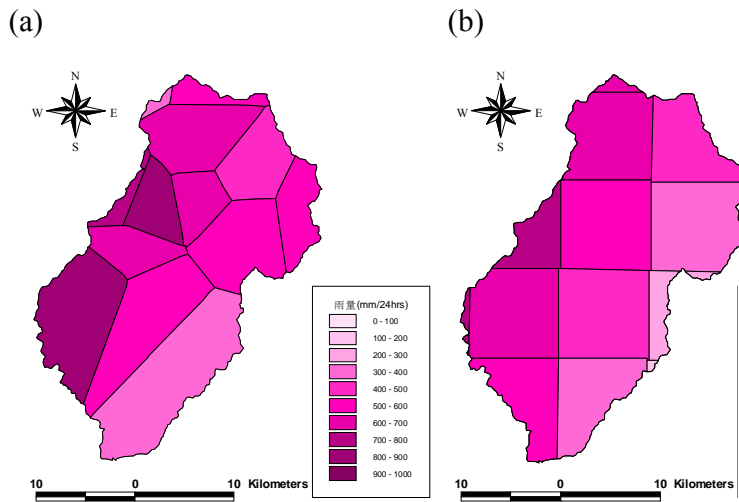 (a)
(b)
N
W E
S
N
W E
S
雨量(mm/24hrs)
0 - 100
100 - 200
200 - 300
300 - 400
400 - 500
500 - 600
600 - 700
700 - 800
800 - 900
900 - 1000
10 0 10 Kilometers
10 0 10 Kilometers